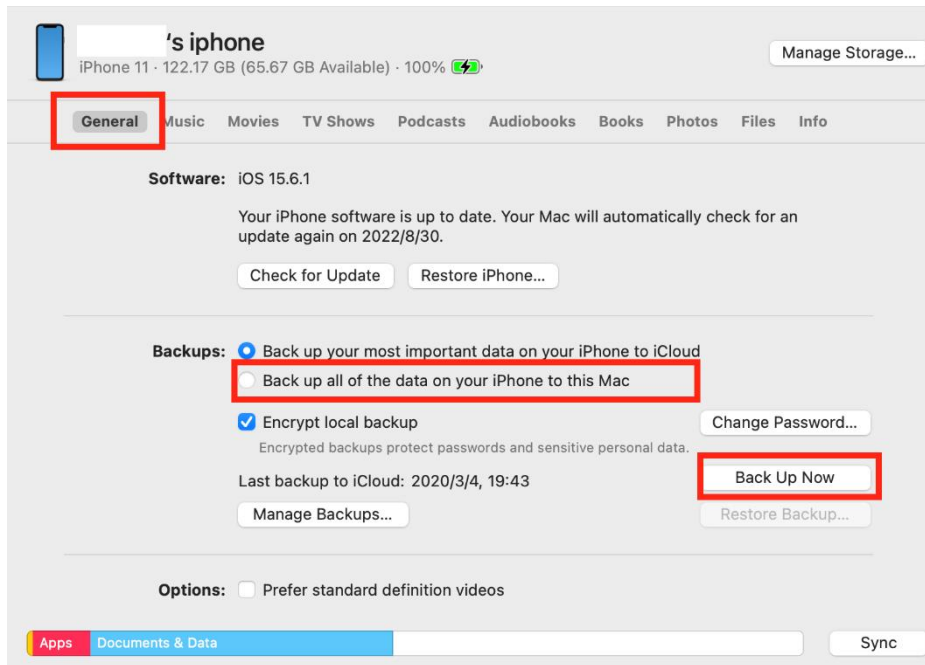 's iphone
iPhone 11 · 122.17 GB (65.67 GB Available) · 100%
Manage Storage...
General Music Movies TV Shows Podcasts Audiobooks Books Photos Files Info
Software: iOS 15.6.1
Your iPhone software is up to date. Your Mac will automatically check for an
update again on 2022/8/30.
Check for Update Restore iPhone...
Backups: Back up your most important data on your iPhone to iCloud
Back up all of the data on your iPhone to this Mac
Encrypt local backup Change Password...
Encrypted backups protect passwords and sensitive personal data.
Last backup to iCloud: 2020/3/4, 19:43 Back Up Now
Manage Backups... Restore Backup...
Options: Prefer standard definition videos
Apps Documents & Data Sync